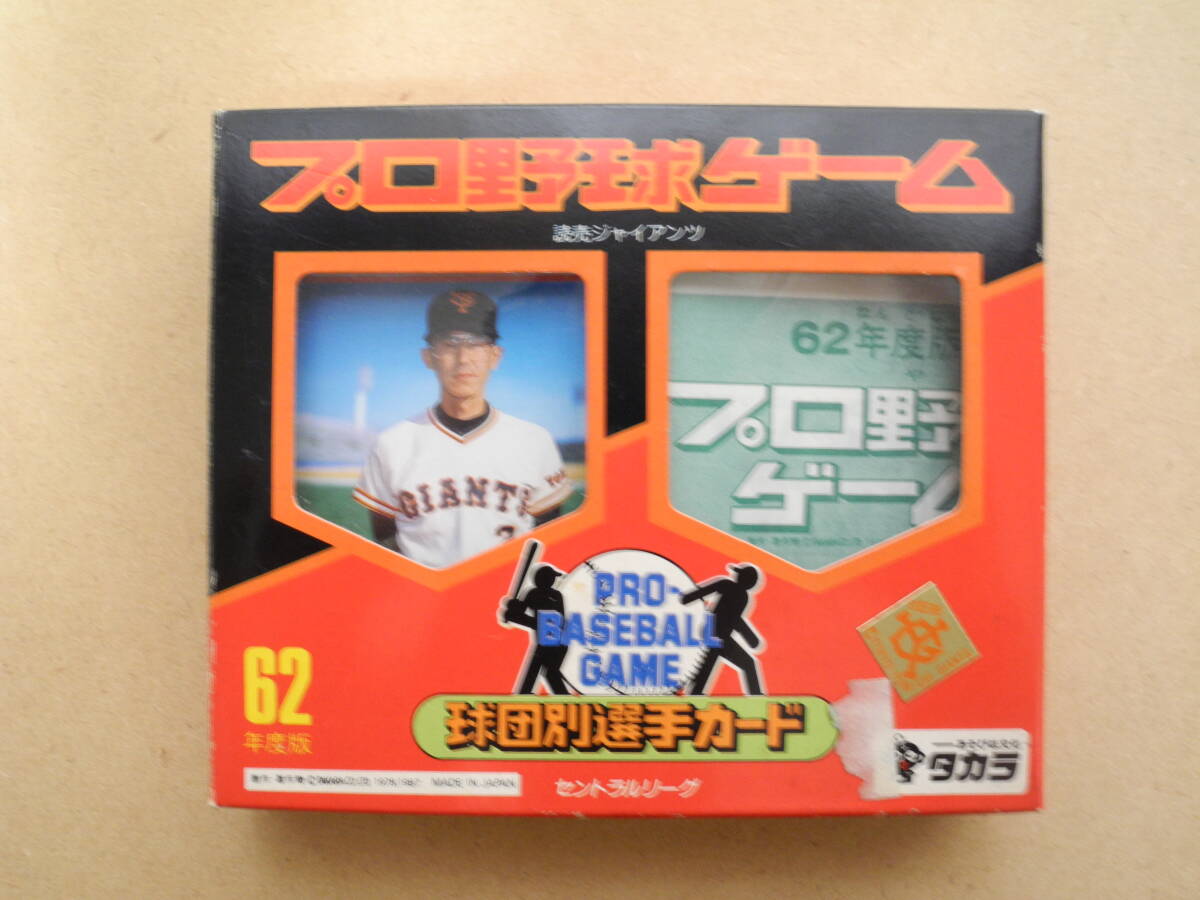 プロ野球ゲーム
読売ジャイアンツ
GIANTS
62年度版
プロ野
ゲーム
PRO-
BASEBALL
GAME
62
年度版
球団別選手カード
タカラ
1978,1987 MADE IN JAPAN
セントラルリーグ